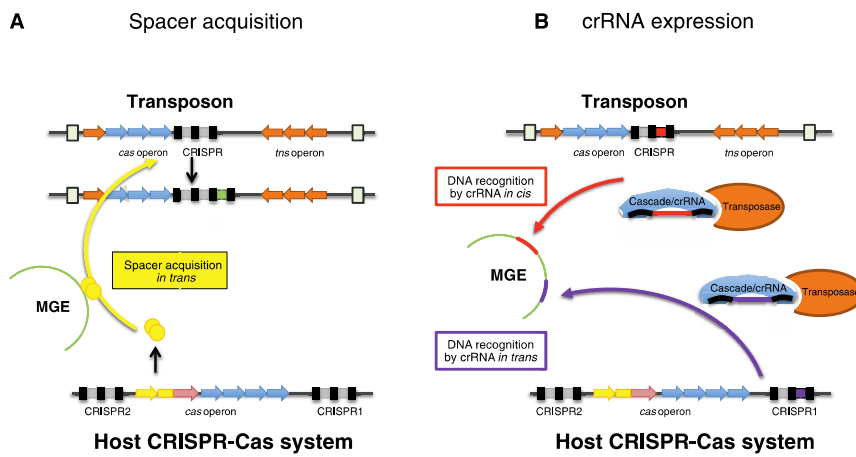 A
Spacer acquisition
Transposon
cas operon
CRISPR
tns operon
Spacer acquisition
in trans
MGE
CRISPR2
cas operon
CRISPR1
Host CRISPR-Cas system
B
crRNA expression
Transposon
cas operon
CRISPR
tns operon
DNA recognition
by crRNA in cis
Cascade/crRNA
Transposase
MGE
Cascade/crRNA
Transposase
DNA recognition
by crRNA in trans
CRISPR2
cas operon
CRISPR1
Host CRISPR-Cas system